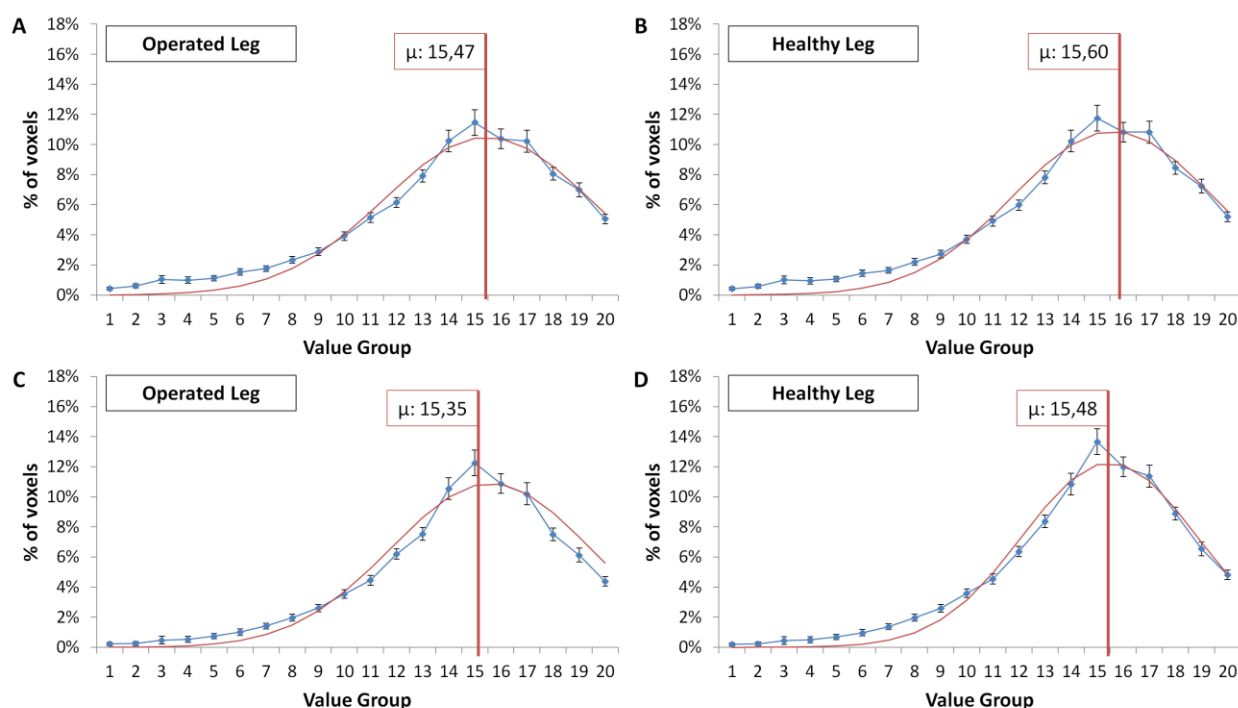 A
Operated Leg
μ: 15,47
% of voxels
18%
16%
14%
12%
10%
8%
6%
4%
2%
0%
1 2 3 4 5 6 7 8 9 10 11 12 13 14 15 16 17 18 19 20
Value Group
B
Healthy Leg
μ: 15,60
% of voxels
18%
16%
14%
12%
10%
8%
6%
4%
2%
0%
1 2 3 4 5 6 7 8 9 10 11 12 13 14 15 16 17 18 19 20
Value Group
C
Operated Leg
μ: 15,35
% of voxels
18%
16%
14%
12%
10%
8%
6%
4%
2%
0%
1 2 3 4 5 6 7 8 9 10 11 12 13 14 15 16 17 18 19 20
Value Group
D
Healthy Leg
μ: 15,48
% of voxels
18%
16%
14%
12%
10%
8%
6%
4%
2%
0%
1 2 3 4 5 6 7 8 9 10 11 12 13 14 15 16 17 18 19 20
Value Group